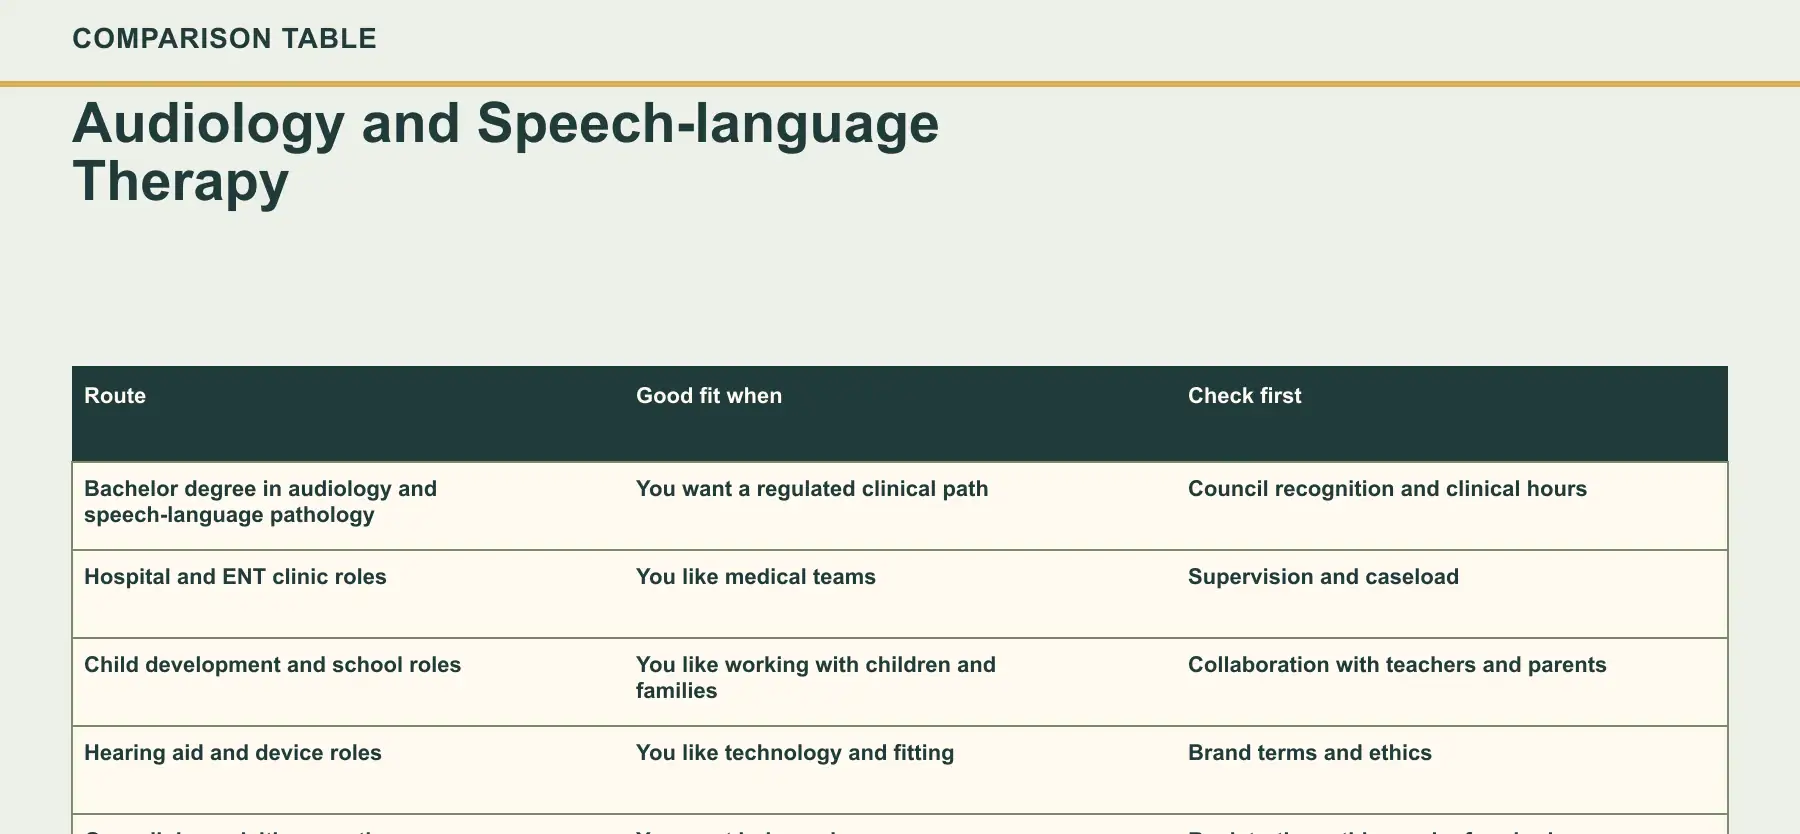 COMPARISON TABLE
Audiology and Speech-language
Therapy
Route
Good fit when
Check first
Bachelor degree in audiology and
speech-language pathology
You want a regulated clinical path
Council recognition and clinical hours
Hospital and ENT clinic roles
You like medical teams
Supervision and caseload
Child development and school roles
You like working with children and
families
Collaboration with teachers and parents
Hearing aid and device roles
You like technology and fitting
Brand terms and ethics